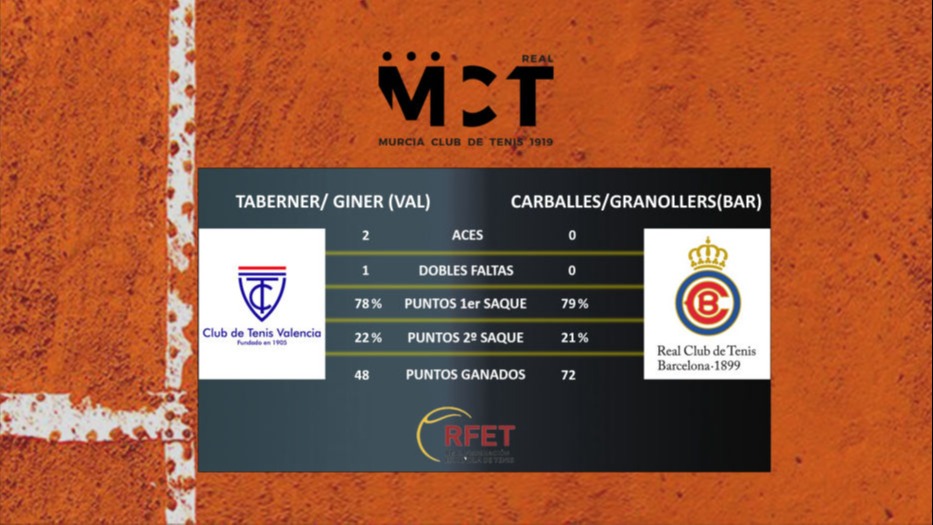 REAL
MCT
MURCIA CLUB DE TENIS 1919
TABERNER/ GINER (VAL)
CARBALLES/GRANOLLERS(BAR)
2 ACES 0
1 DOBLES FALTAS 0
78% PUNTOS 1er SAQUE 79%
22% PUNTOS 2º SAQUE 21%
48 PUNTOS GANADOS 72
Club de Tenis Valencia
Fundado en 1905
Real Club de Tenis
Barcelona-1899
RFET